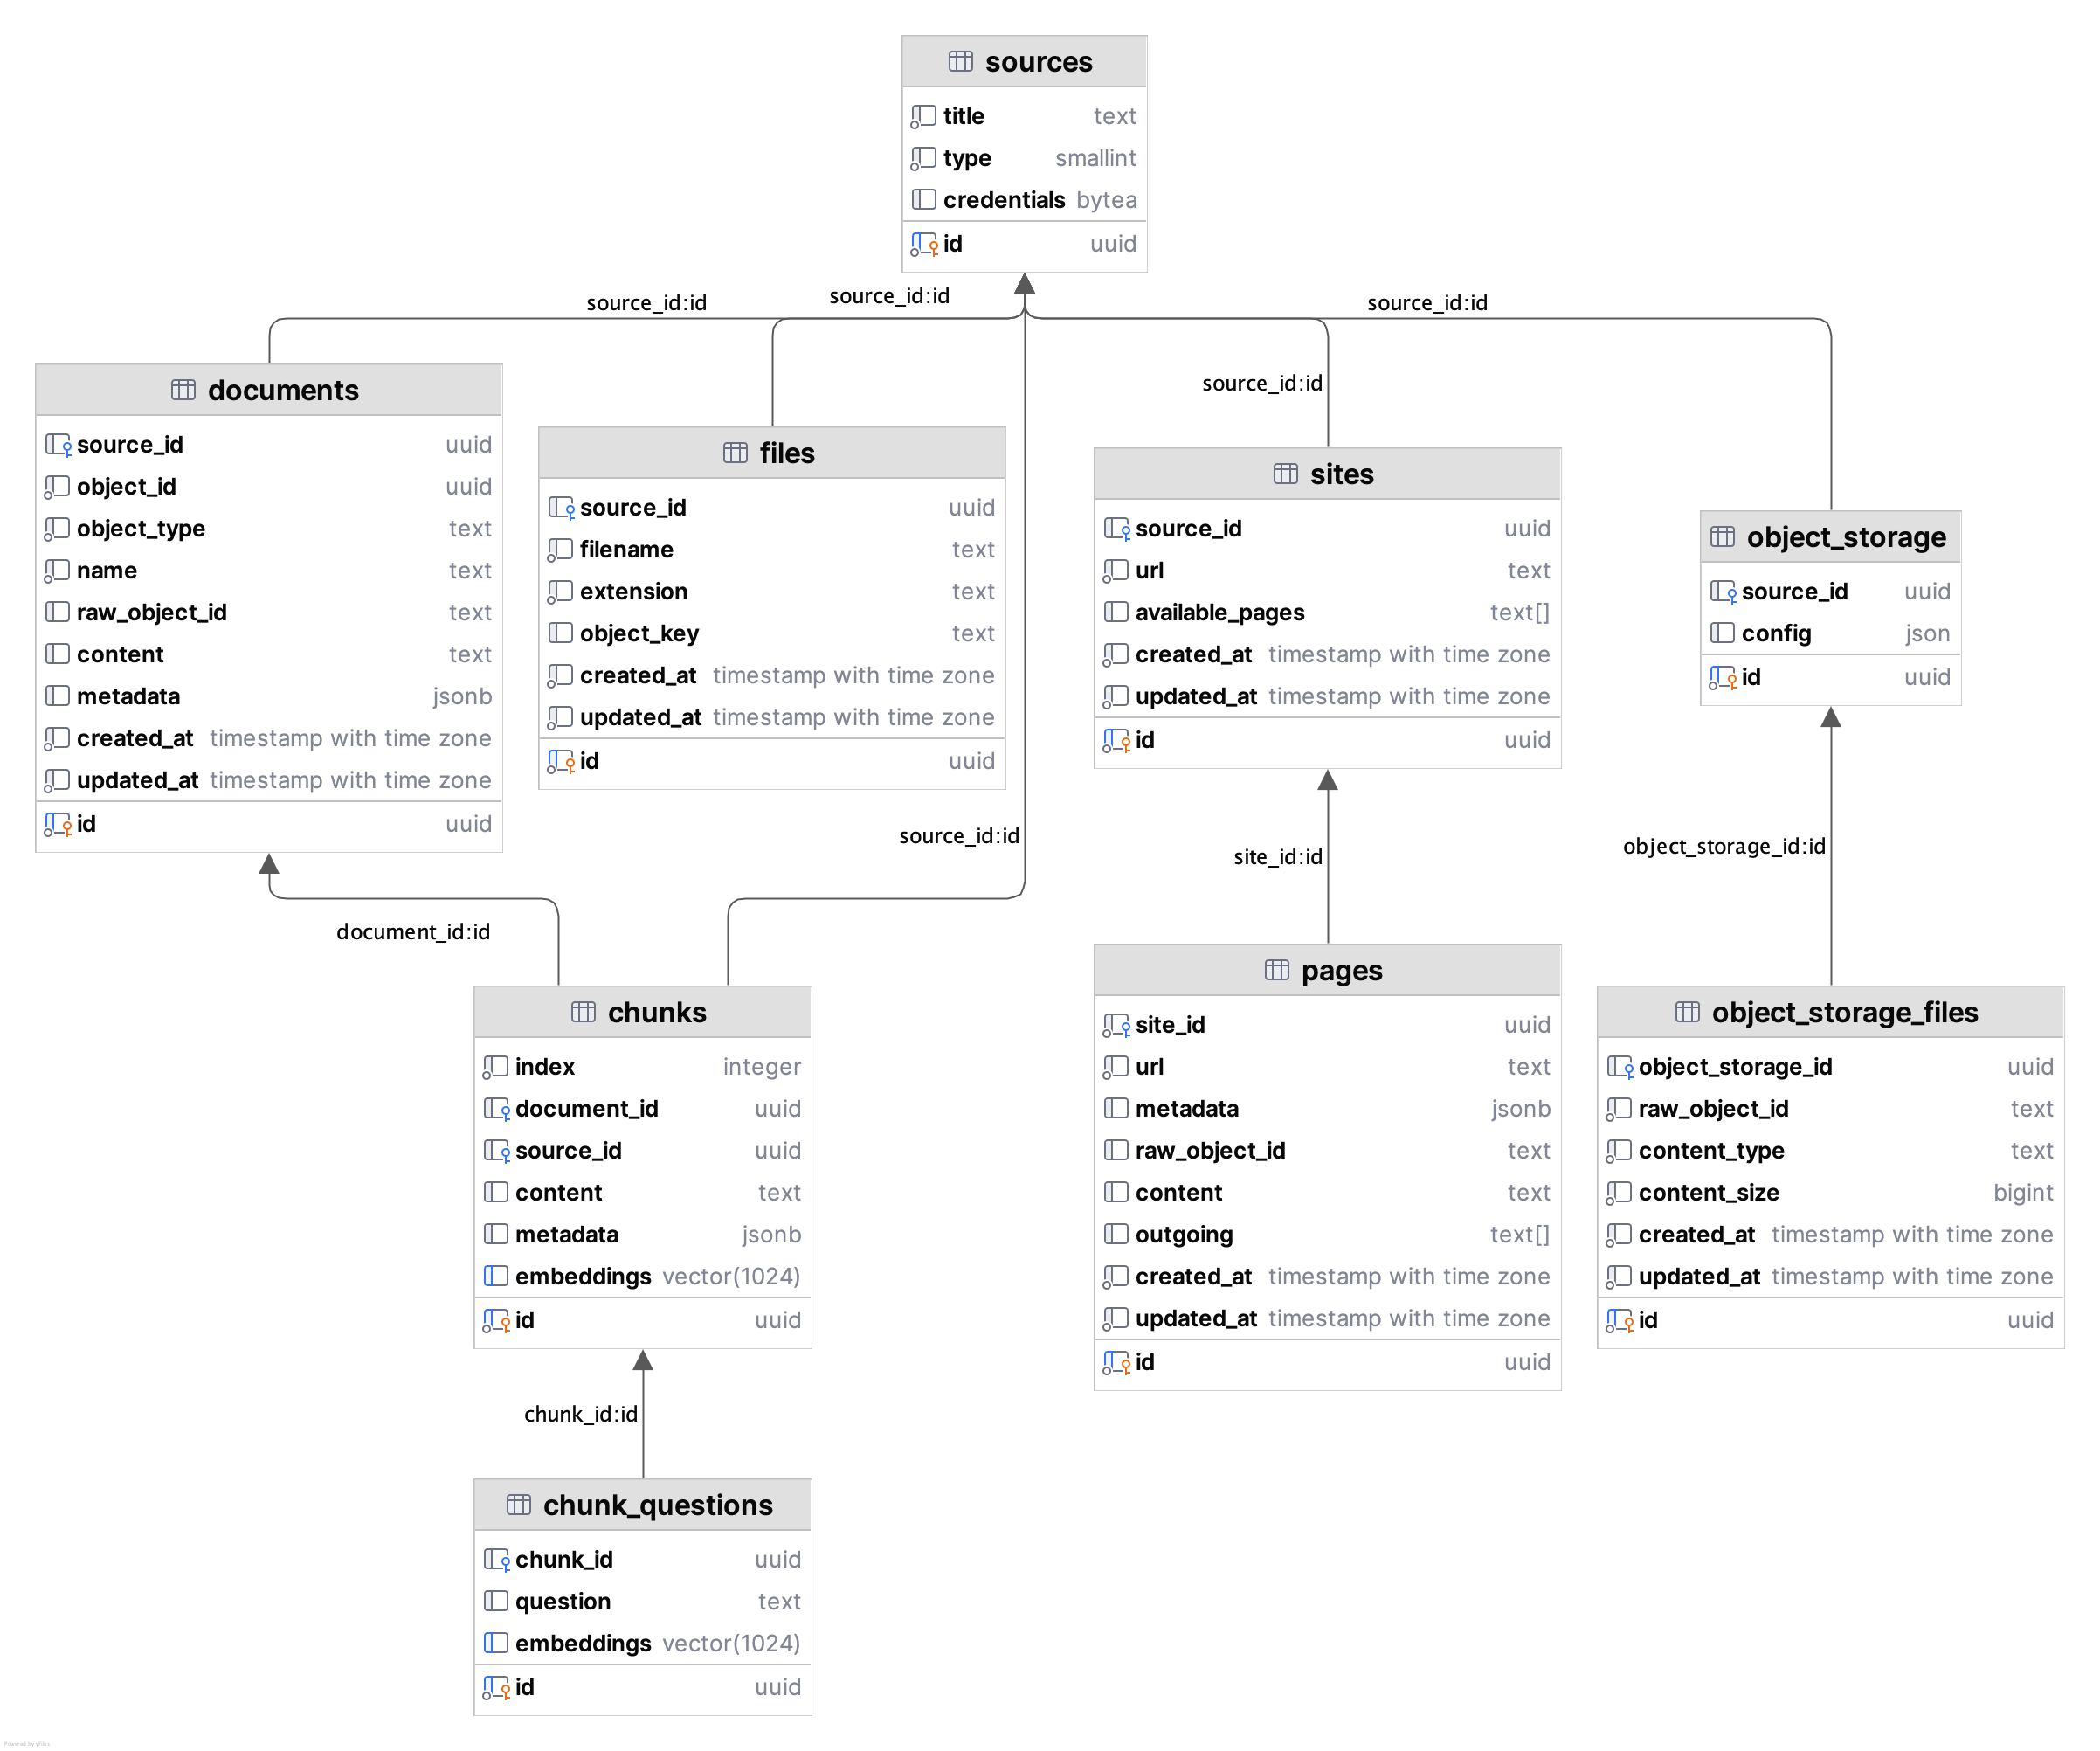 sources
title text
type smallint
credentials bytea
id uuid
source_id:id
source_id:id
source_id:id
source_id:id
source_id:id
documents
source_id uuid
object_id uuid
object_type text
name text
raw_object_id text
content text
metadata jsonb
created_at timestamp with time zone
updated_at timestamp with time zone
id uuid
files
source_id uuid
filename text
extension text
object_key text
created_at timestamp with time zone
updated_at timestamp with time zone
id uuid
sites
source_id uuid
url text
available_pages text[]
created_at timestamp with time zone
updated_at timestamp with time zone
id uuid
object_storage
source_id uuid
config json
id uuid
document_id:id
site_id:id
object_storage_id:id
chunks
index integer
document_id uuid
source_id uuid
content text
metadata jsonb
embeddings vector(1024)
id uuid
pages
site_id uuid
url text
metadata jsonb
raw_object_id text
content text
outgoing text[]
created_at timestamp with time zone
updated_at timestamp with time zone
id uuid
object_storage_files
object_storage_id uuid
raw_object_id text
content_type text
content_size bigint
created_at timestamp with time zone
updated_at timestamp with time zone
id uuid
chunk_id:id
chunk_questions
chunk_id uuid
question text
embeddings vector(1024)
id uuid
Powered by yFiles